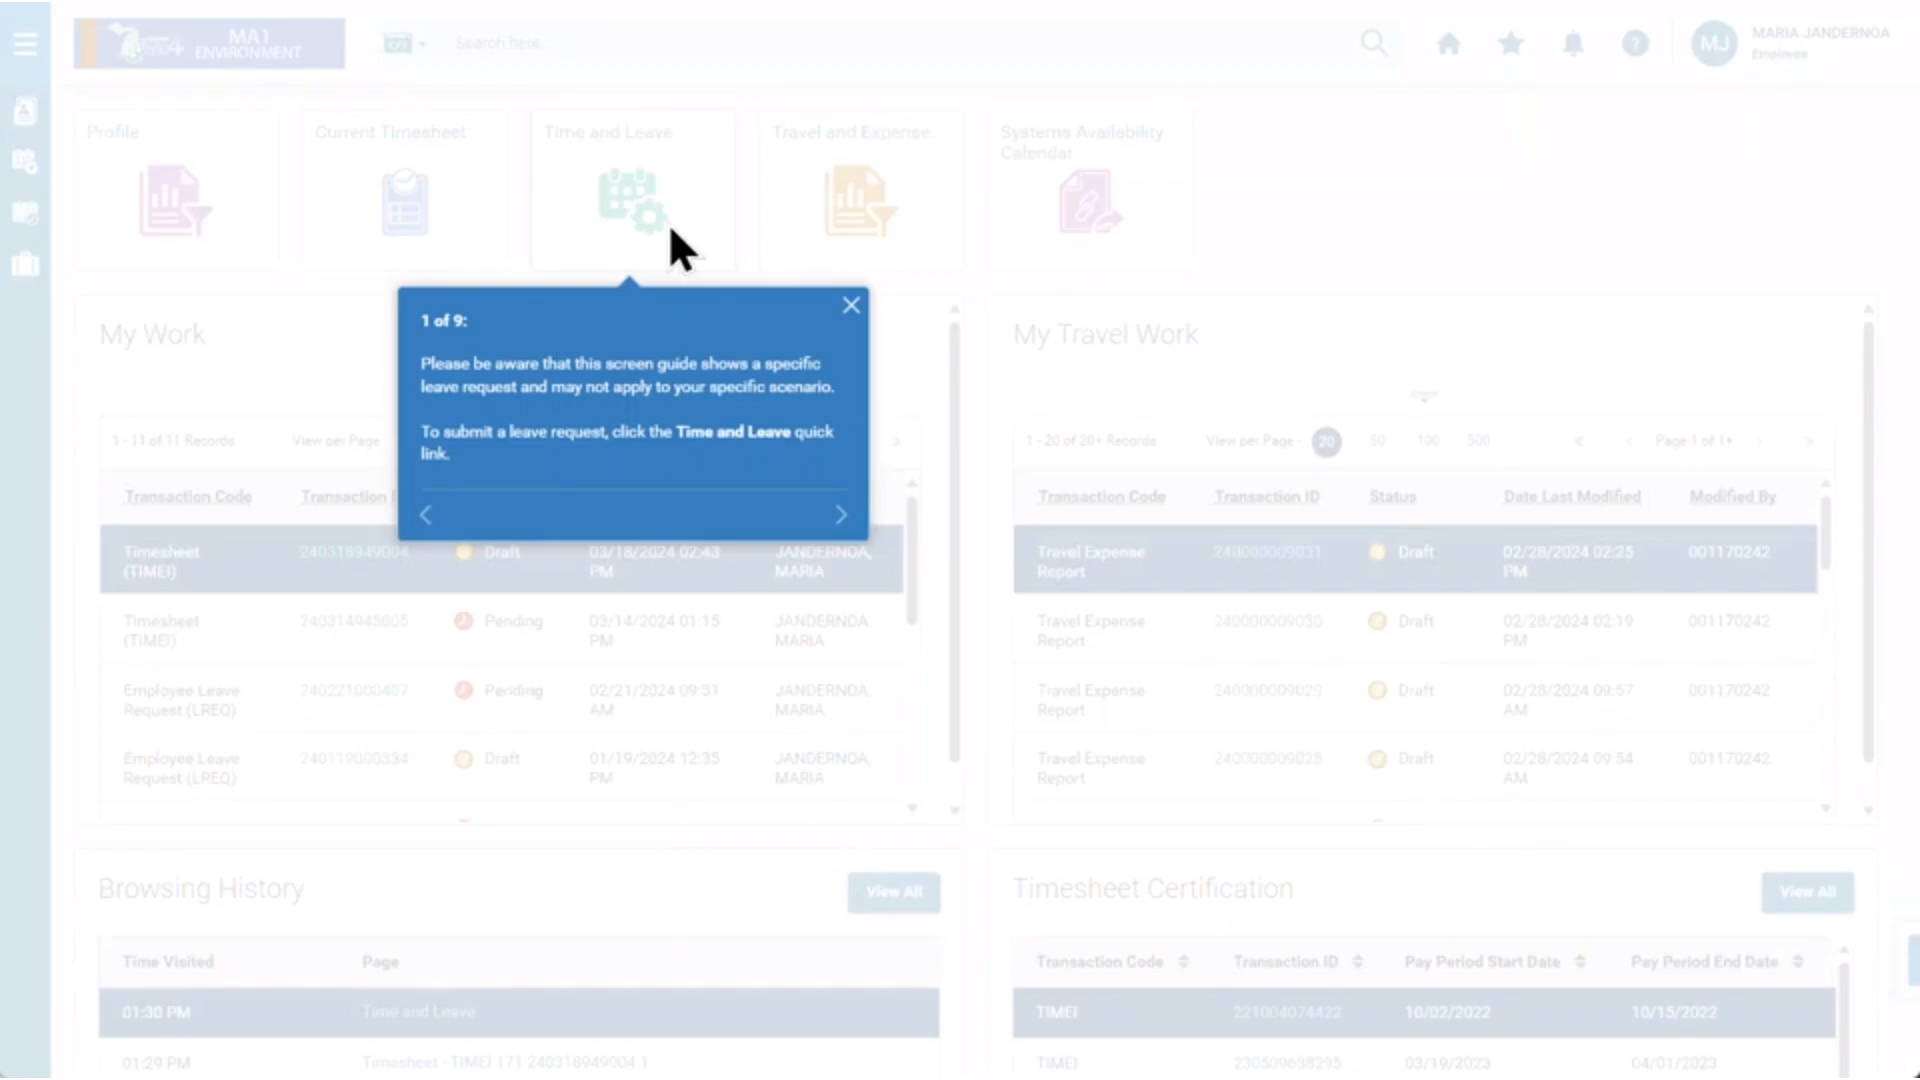 MA1
ENVIRONMENT
Search here.
MJ
MARIA JANDERNOA
Employee
Profile
Current Timesheet
Time and Leave
Travel and Expense
Systems Availability
Calendar
My Work
1 of 9:
Please be aware that this screen guide shows a specific
leave request and may not apply to your specific scenario.
To submit a leave request, click the Time and Leave quick
link.
1 - 11 of 11 Records View per Page
Transaction Code Transaction
Timesheet
(TIMEI)
240318949004 Draft 03/18/2024 02:43
PM
JANDERNOA,
MARIA
Timesheet
(TIMEI)
240314945005 Pending 03/14/2024 01:15
PM
JANDERNOA,
MARIA
Employee Leave
Request (LREQ)
240221000407 Pending 02/21/2024 09:31
AM
JANDERNOA,
MARIA
Employee Leave
Request (LREQ)
240119000334 Draft 01/19/2024 12:35
PM
JANDERNOA,
MARIA
My Travel Work
1 - 20 of 20+ Records View per Page - 20 50 100 500 Page 1 of 1+
Transaction Code Transaction ID Status Date Last Modified Modified By
Travel Expense
Report
240000009031 Draft 02/28/2024 02:25
PM
001170242
Travel Expense
Report
240000009030 Draft 02/28/2024 02:19
PM
001170242
Travel Expense
Report
240000009029 Draft 02/28/2024 09:57
AM
001170242
Travel Expense
Report
240000009028 Draft 02/28/2024 09:54
AM
001170242
Browsing History
View All
Time Visited Page
01:30 PM Time and Leave
01:29 PM Timesheet - TIMEI 171 240318949004 1
Timesheet Certification
View All
Transaction Code Transaction ID Pay Period Start Date Pay Period End Date
TIMEI 221004074422 10/02/2022 10/15/2022
TIMEI 230509638295 03/19/2023 04/01/2023